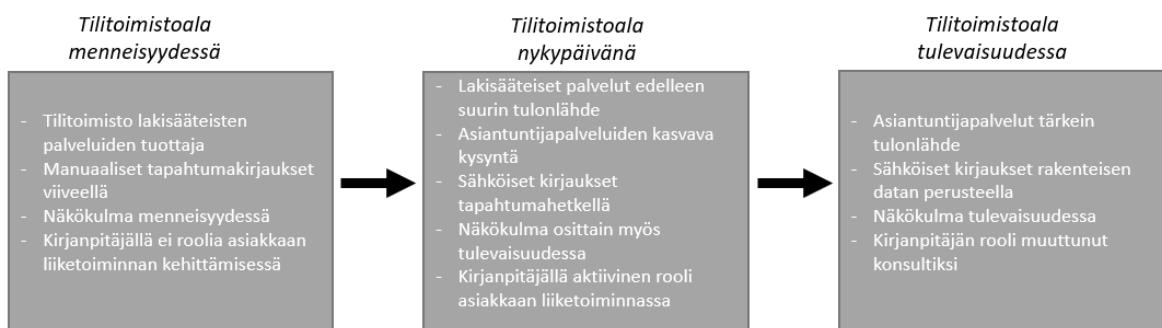 Tilitoimistoala
menneisyydessä
- Tilitoimisto lakisääteisten
palveluiden tuottaja
- Manuaaliset tapahtumakirjaukset
viiveellä
- Näkökulma menneisyydessä
- Kirjanpitäjällä ei roolia asiakkaan
liiketoiminnan kehittämisessä
Tilitoimistoala
nykypäivänä
- Lakisääteiset palvelut edelleen
suurin tulonlähde
- Asiantuntijapalveluiden kasvava
kysyntä
- Sähköiset kirjaukset
tapahtumahetkellä
- Näkökulma osittain myös
tulevaisuudessa
- Kirjanpitäjällä aktiivinen rooli
asiakkaan liiketoiminnassa
Tilitoimistoala
tulevaisuudessa
- Asiantuntijapalvelut tärkein
tulonlähde
- Sähköiset kirjaukset rakenteisen
datan perusteella
- Näkökulma tulevaisuudessa
- Kirjanpitäjän rooli muuttunut
konsultiksi